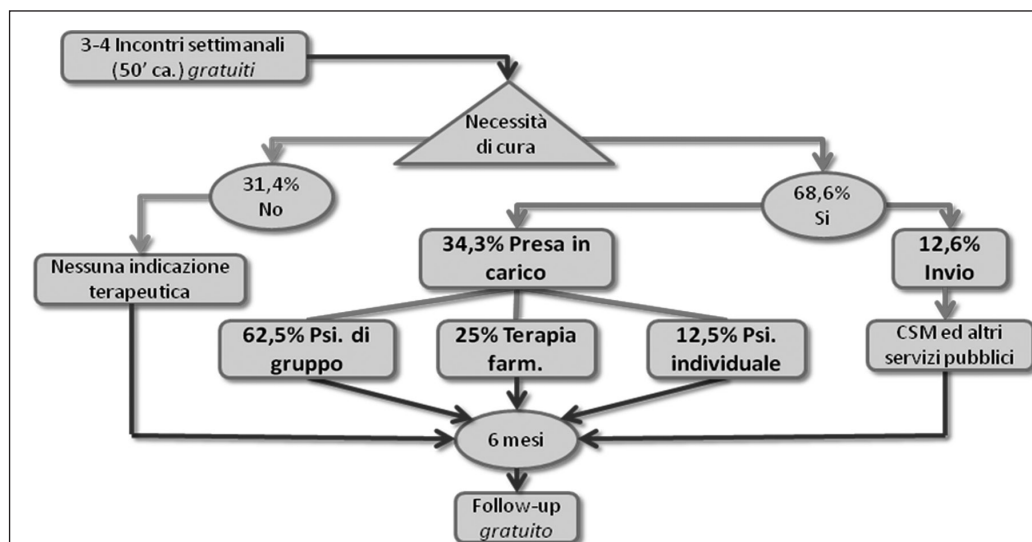 3-4 Incontri settimanali
(50' ca.) gratuiti
Necessità
di cura
31,4%
No
68,6%
Si
34,3% Presa in
carico
12,6%
Invio
Nessuna indicazione
terapeutica
62,5% Psi. di
gruppo
25% Terapia
farm.
12,5% Psi.
individuale
CSM ed altri
servizi pubblici
6 mesi
Follow-up
gratuito